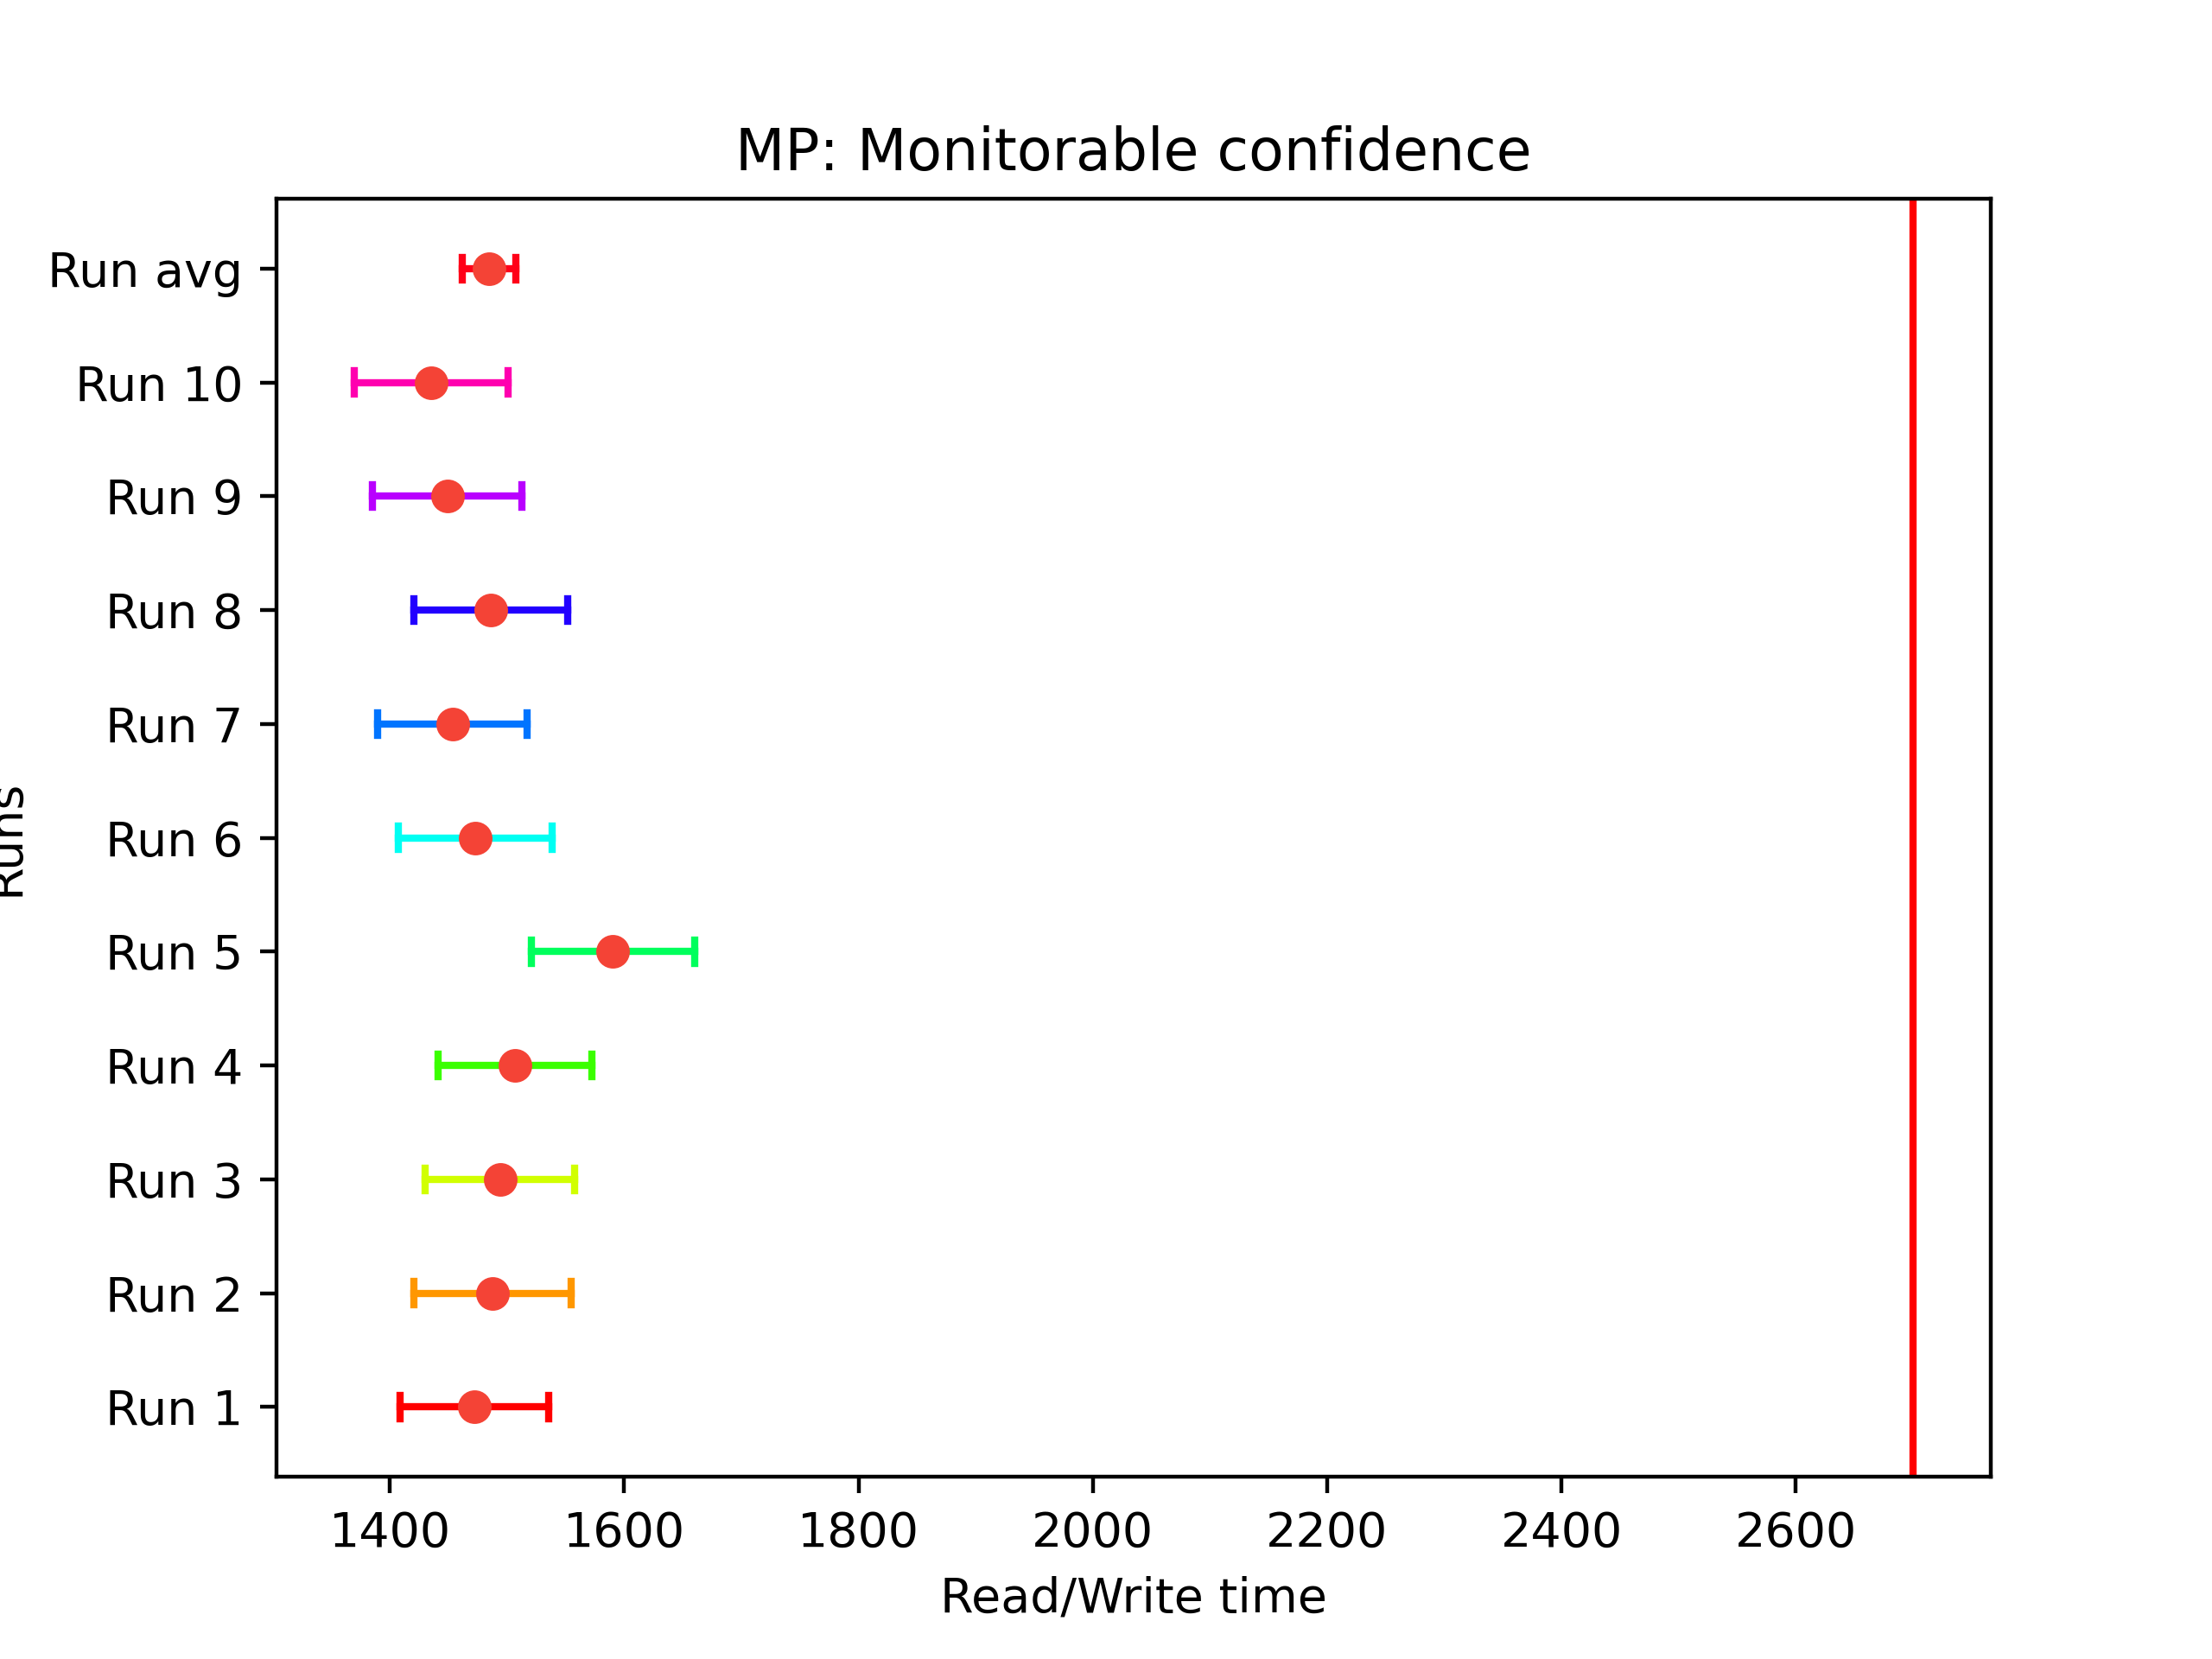 MP: Monitorable confidence
Run avg
Run 10
Run 9
Run 8
Run 7
Run 6
Run 5
Run 4
Run 3
Run 2
Run 1
Runs
1400 1600 1800 2000 2200 2400 2600
Read/Write time